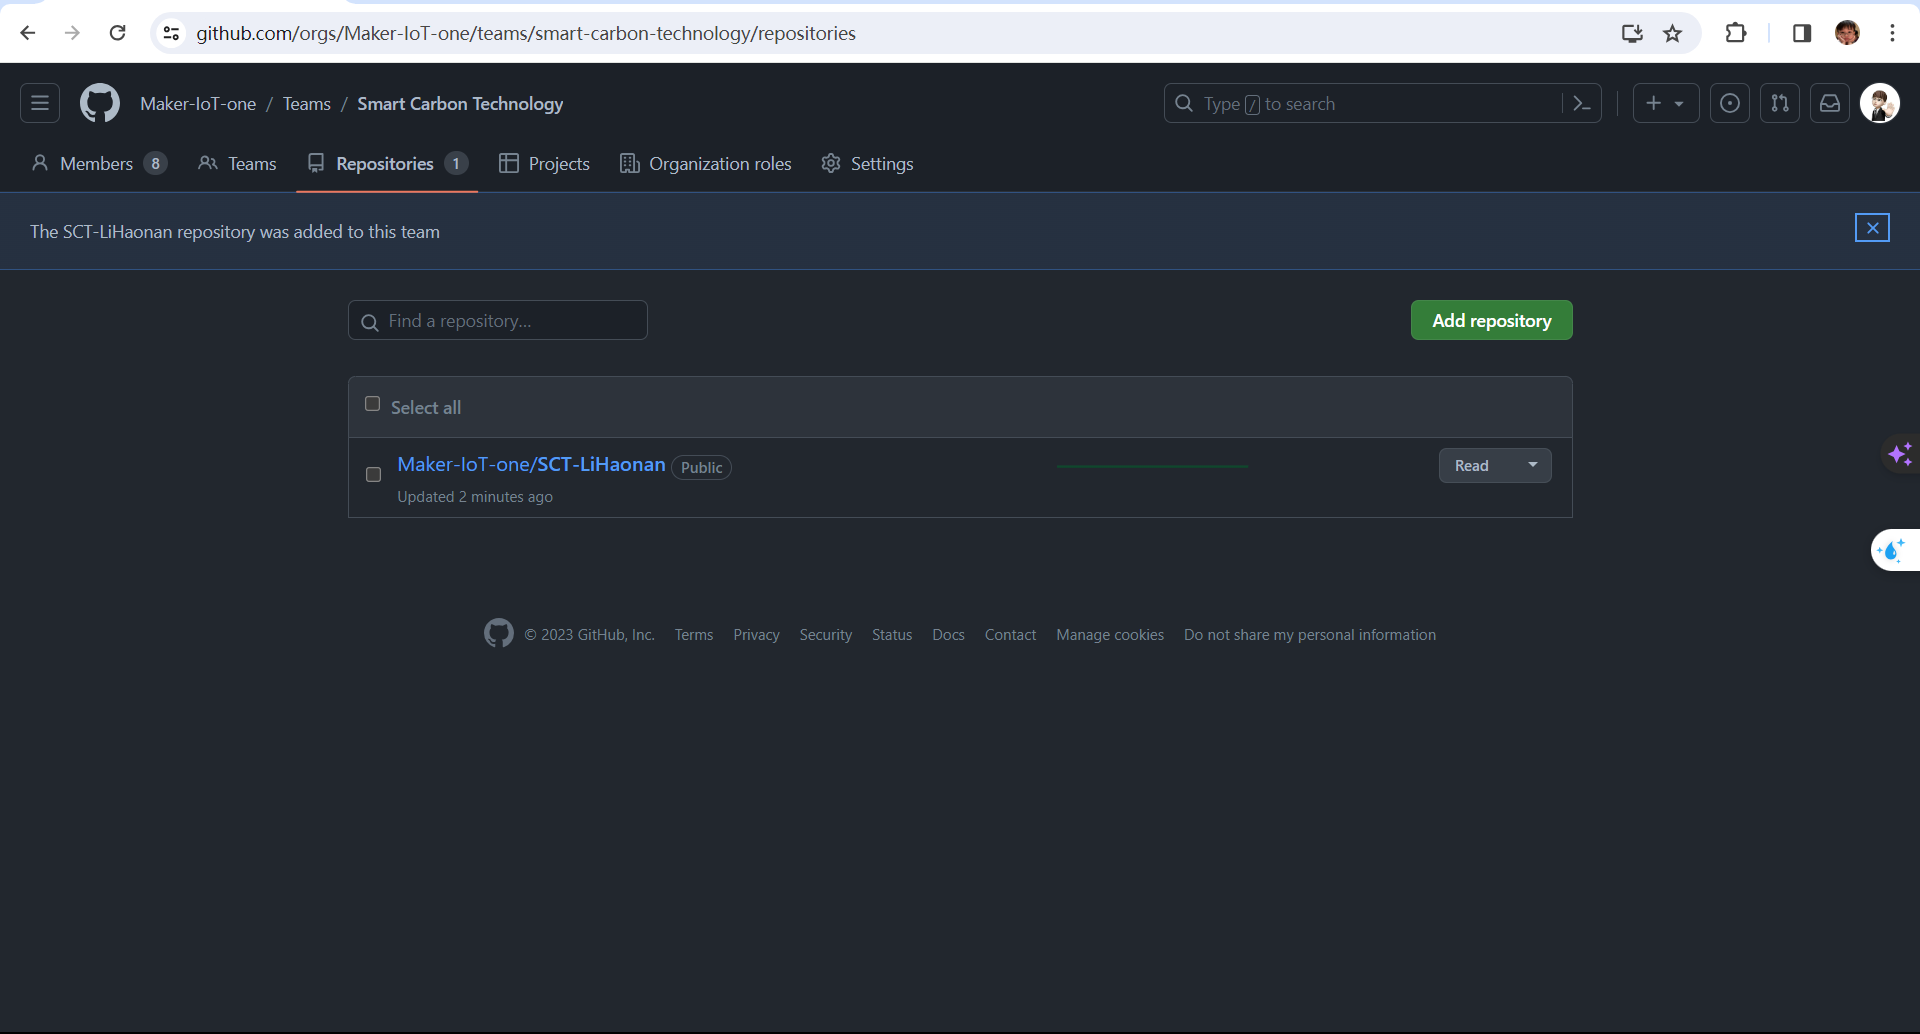 github.com/orgs/Maker-IoT-one/teams/smart-carbon-technology/repositories
Maker-IoT-one / Teams / Smart Carbon Technology
Type / to search
Members 8 Teams Repositories 1 Projects Organization roles Settings
The SCT-LiHaonan repository was added to this team
Find a repository...
Add repository
Select all
Maker-IoT-one/SCT-LiHaonan Public
Read
Updated 2 minutes ago
© 2023 GitHub, Inc. Terms Privacy Security Status Docs Contact Manage cookies Do not share my personal information